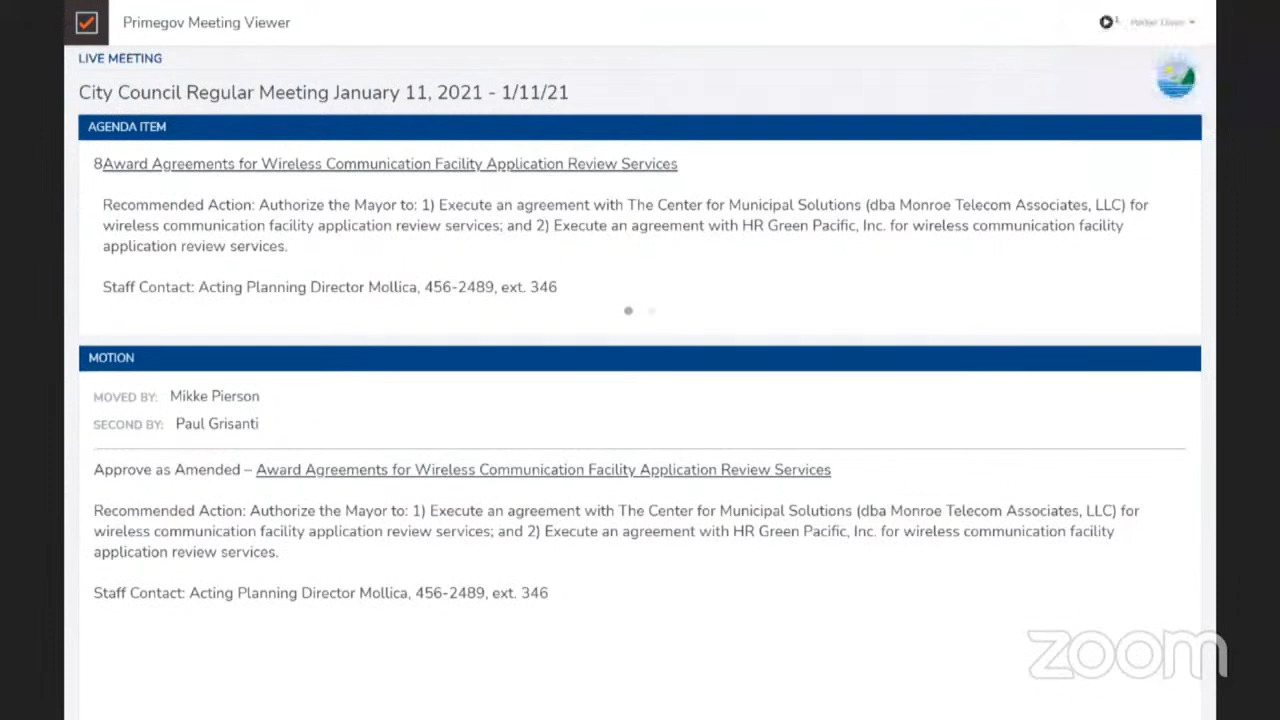 Primegov Meeting Viewer
LIVE MEETING
City Council Regular Meeting January 11, 2021 - 1/11/21
AGENDA ITEM
8Award Agreements for Wireless Communication Facility Application Review Services
Recommended Action: Authorize the Mayor to: 1) Execute an agreement with The Center for Municipal Solutions (dba Monroe Telecom Associates, LLC) for
wireless communication facility application review services; and 2) Execute an agreement with HR Green Pacific, Inc. for wireless communication facility
application review services.
Staff Contact: Acting Planning Director Mollica, 456-2489, ext. 346
MOTION
MOVED BY: Mikke Pierson
SECOND BY: Paul Grisanti
Approve as Amended – Award Agreements for Wireless Communication Facility Application Review Services
Recommended Action: Authorize the Mayor to: 1) Execute an agreement with The Center for Municipal Solutions (dba Monroe Telecom Associates, LLC) for
wireless communication facility application review services; and 2) Execute an agreement with HR Green Pacific, Inc. for wireless communication facility
application review services.
Staff Contact: Acting Planning Director Mollica, 456-2489, ext. 346
zoom